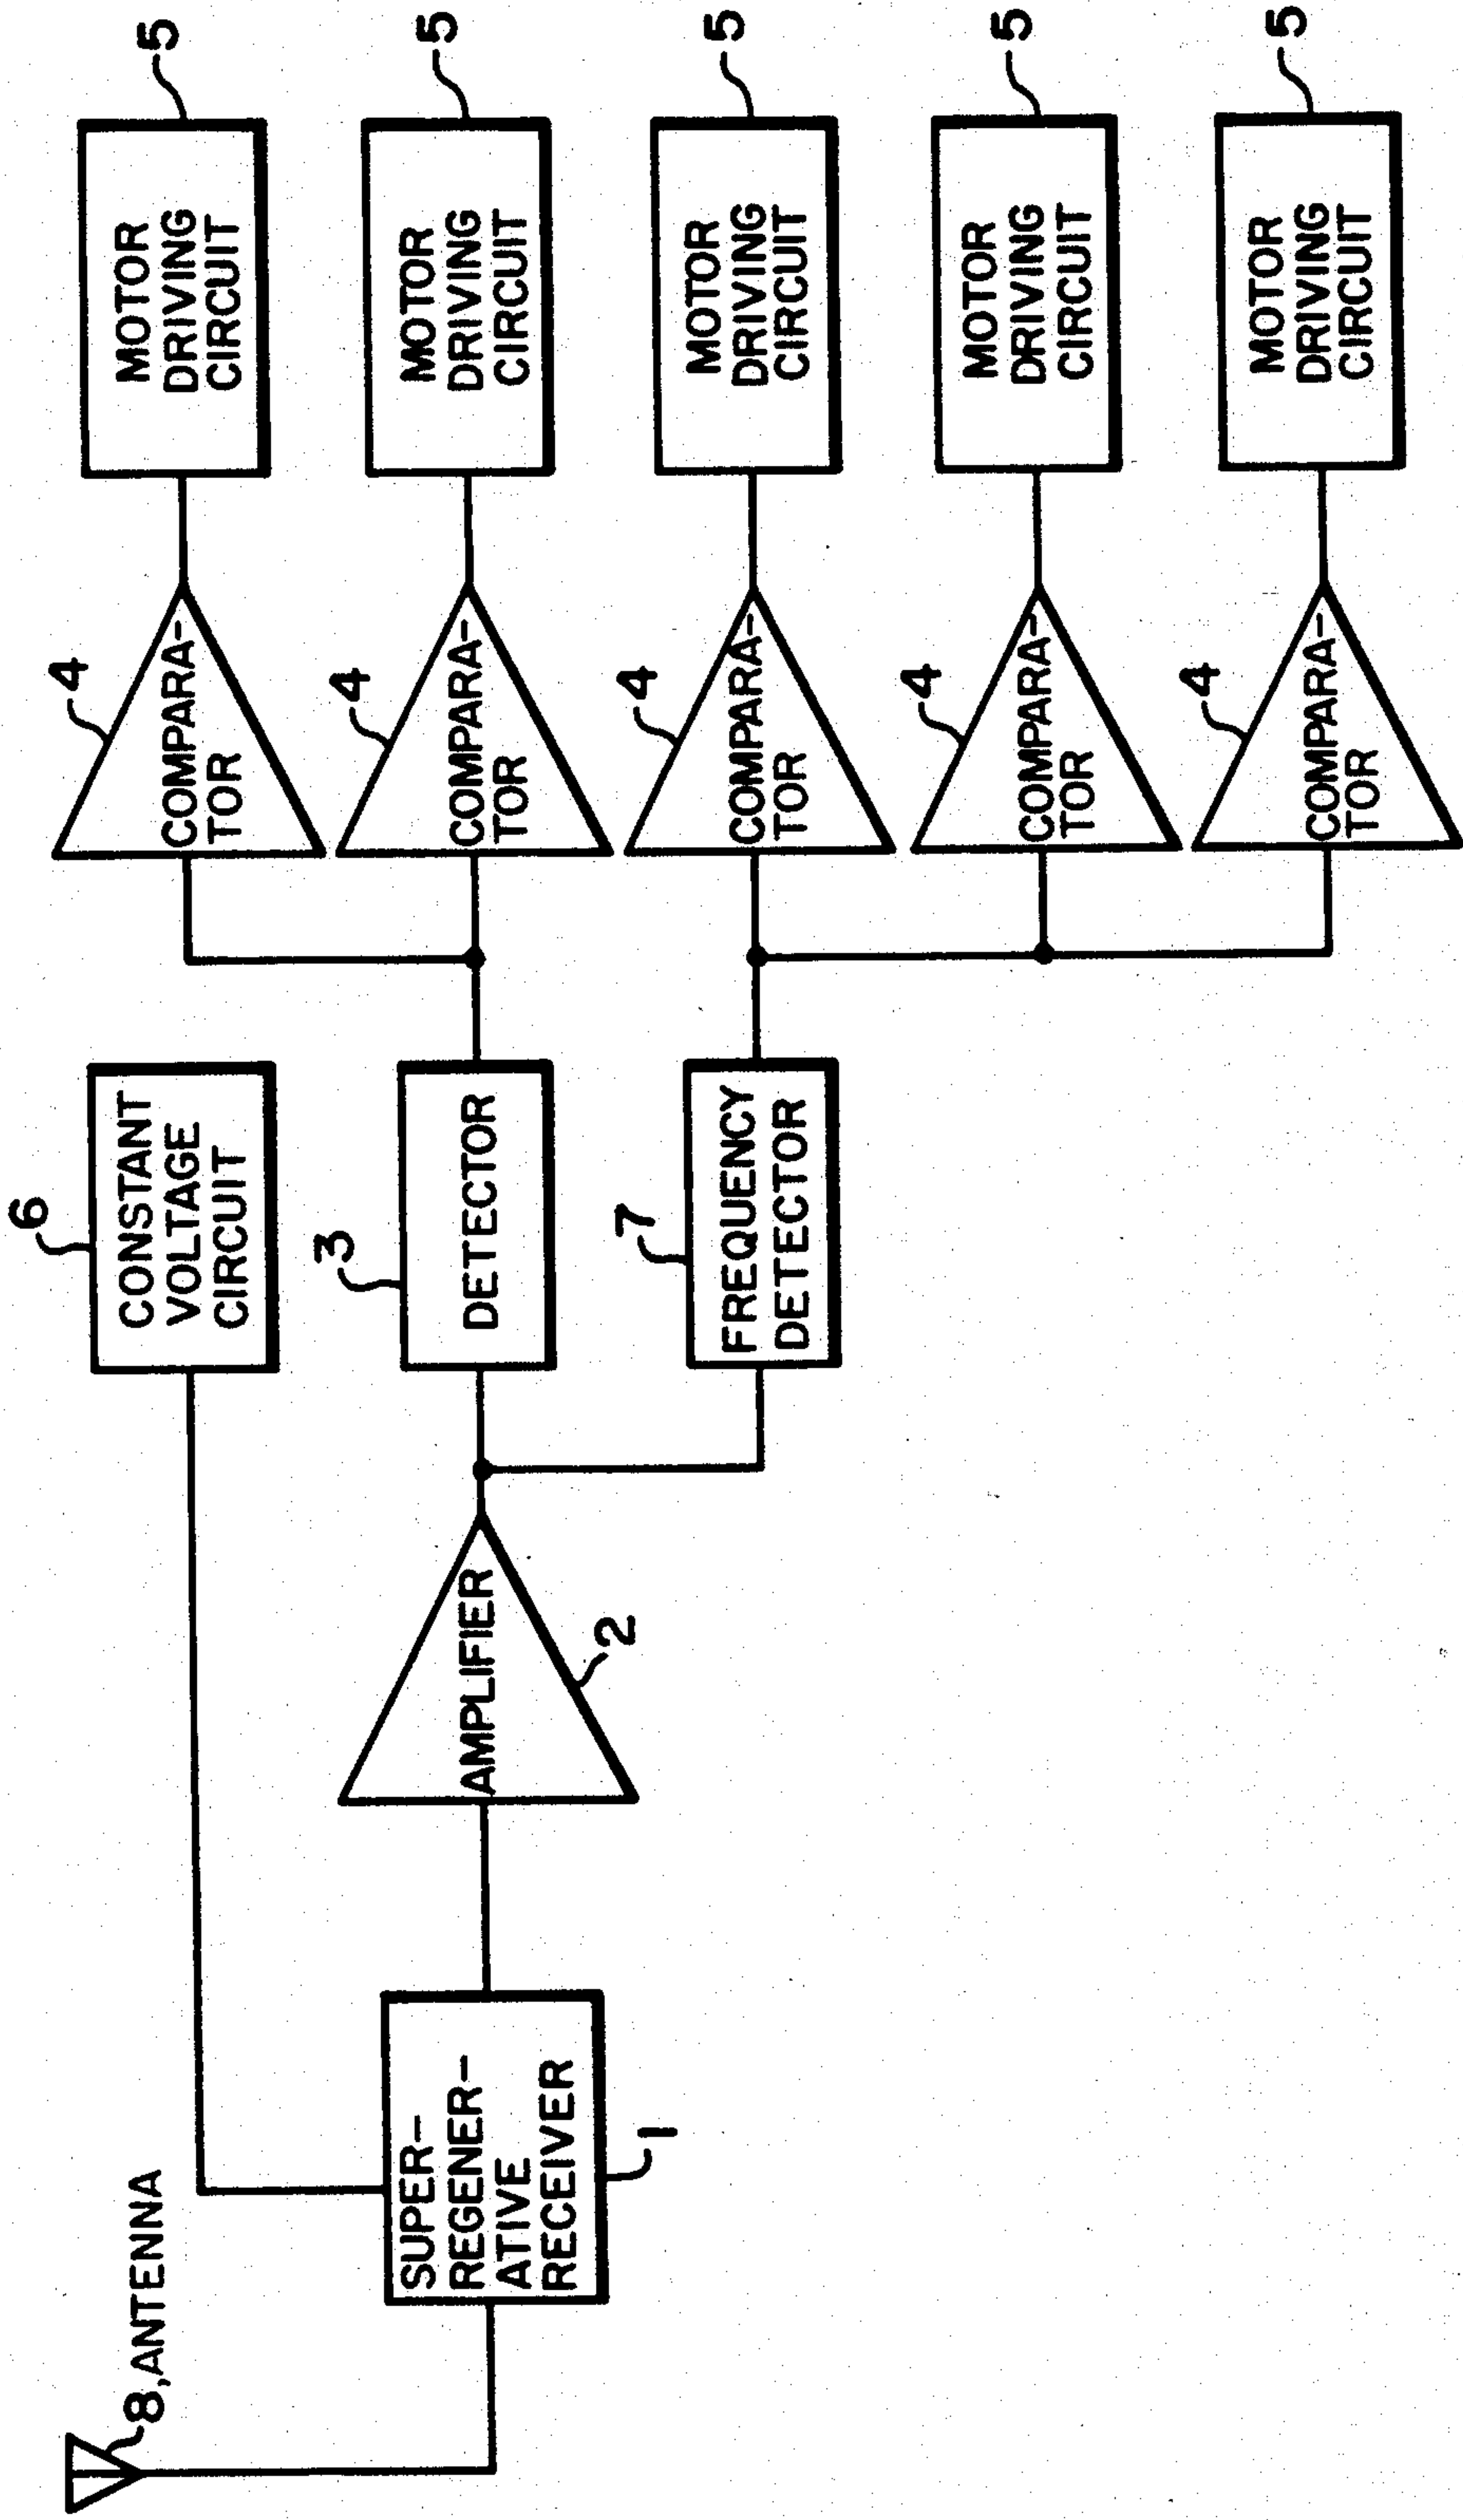 8, ANTENNA
SUPER-
REGENER-
ATIVE
RECEIVER
1
AMPLIFIER
2
6
CONSTANT
VOLTAGE
CIRCUIT
3
DETECTOR
7
FREQUENCY
DETECTOR
4
COMPARA-
TOR
MOTOR
DRIVING
CIRCUIT
5
4
COMPARA-
TOR
MOTOR
DRIVING
CIRCUIT
5
4
COMPARA-
TOR
MOTOR
DRIVING
CIRCUIT
5
4
COMPARA-
TOR
MOTOR
DRIVING
CIRCUIT
5
4
COMPARA-
TOR
MOTOR
DRIVING
CIRCUIT
5